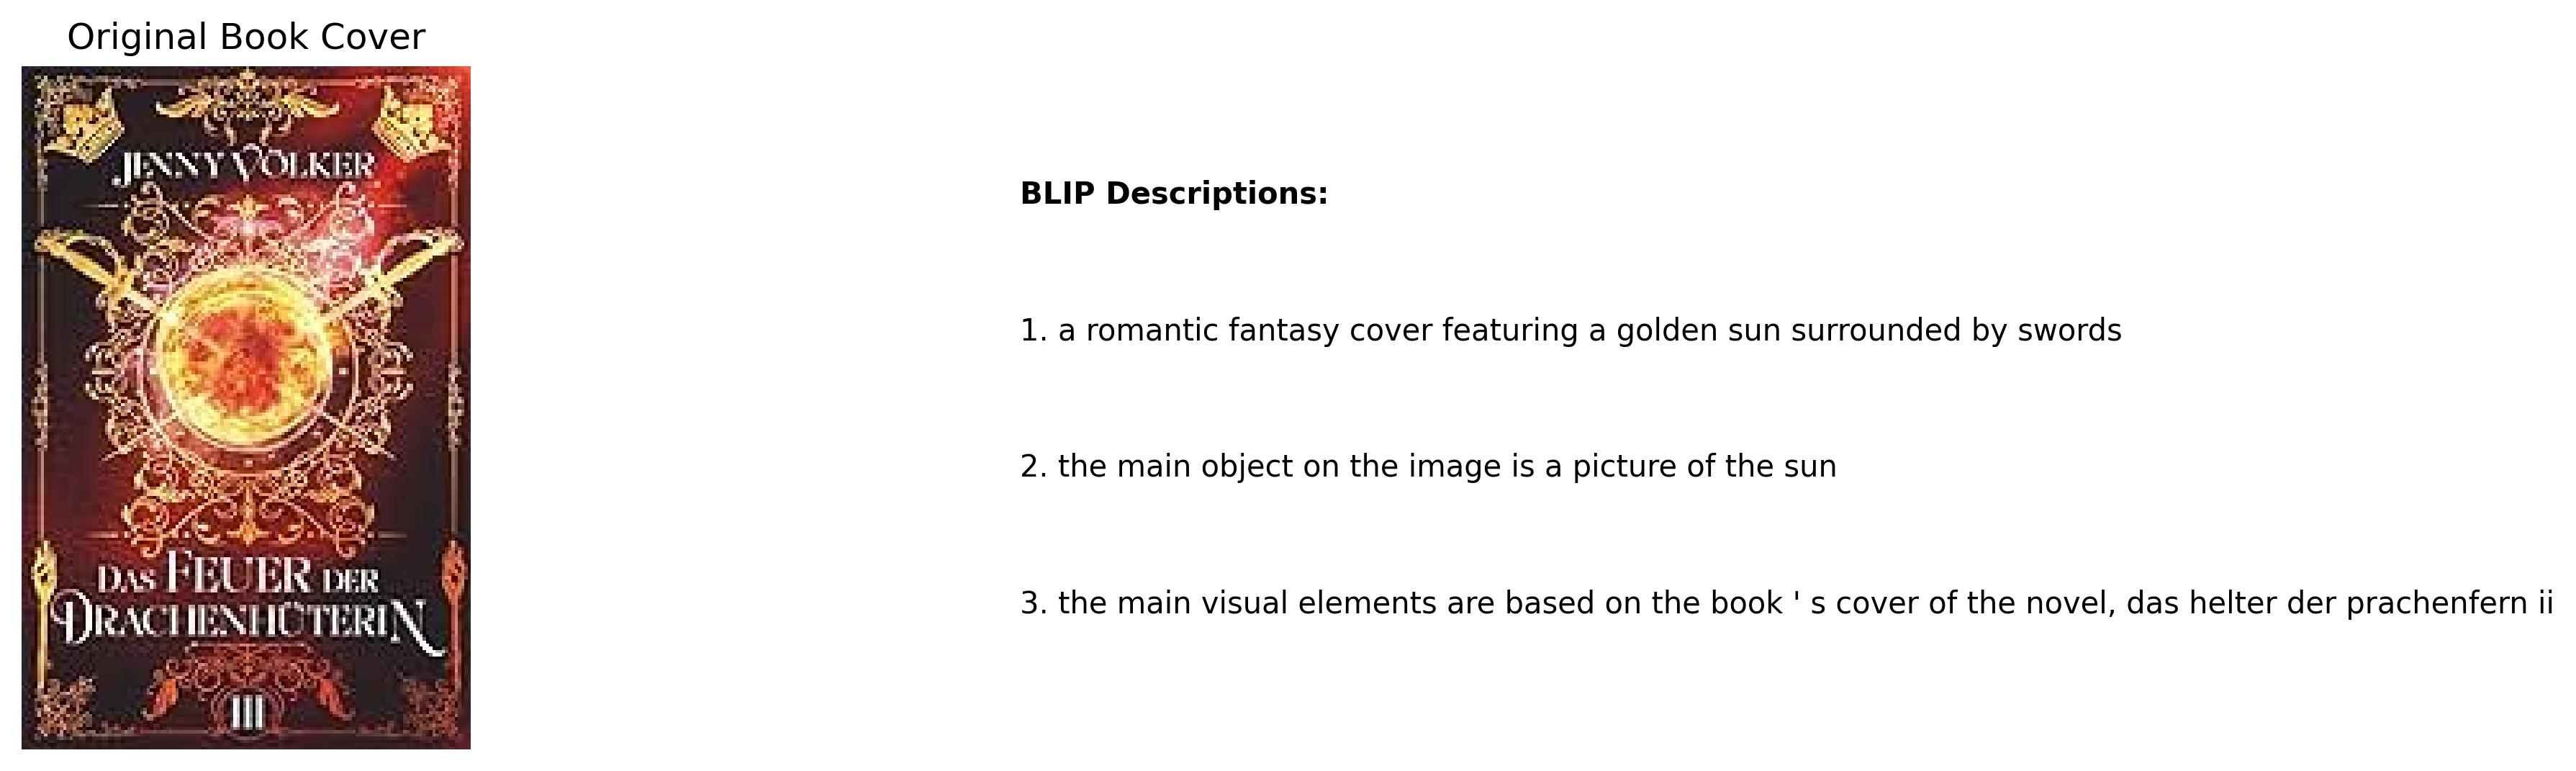 Original Book Cover
JENNY VÖLKER
DAS FEUER DER
DRACHENHÜTERIN
III
BLIP Descriptions:
1. a romantic fantasy cover featuring a golden sun surrounded by swords
2. the main object on the image is a picture of the sun
3. the main visual elements are based on the book ' s cover of the novel, das helter der prachenfern ii